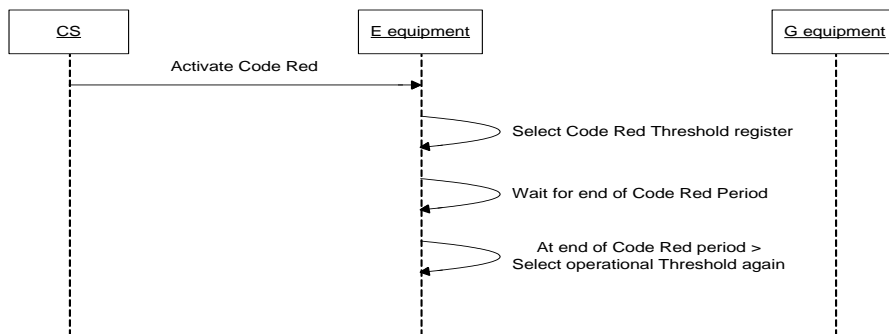 CS
E equipment
G equipment
Activate Code Red
Select Code Red Threshold register
Wait for end of Code Red Period
At end of Code Red period >
Select operational Threshold again